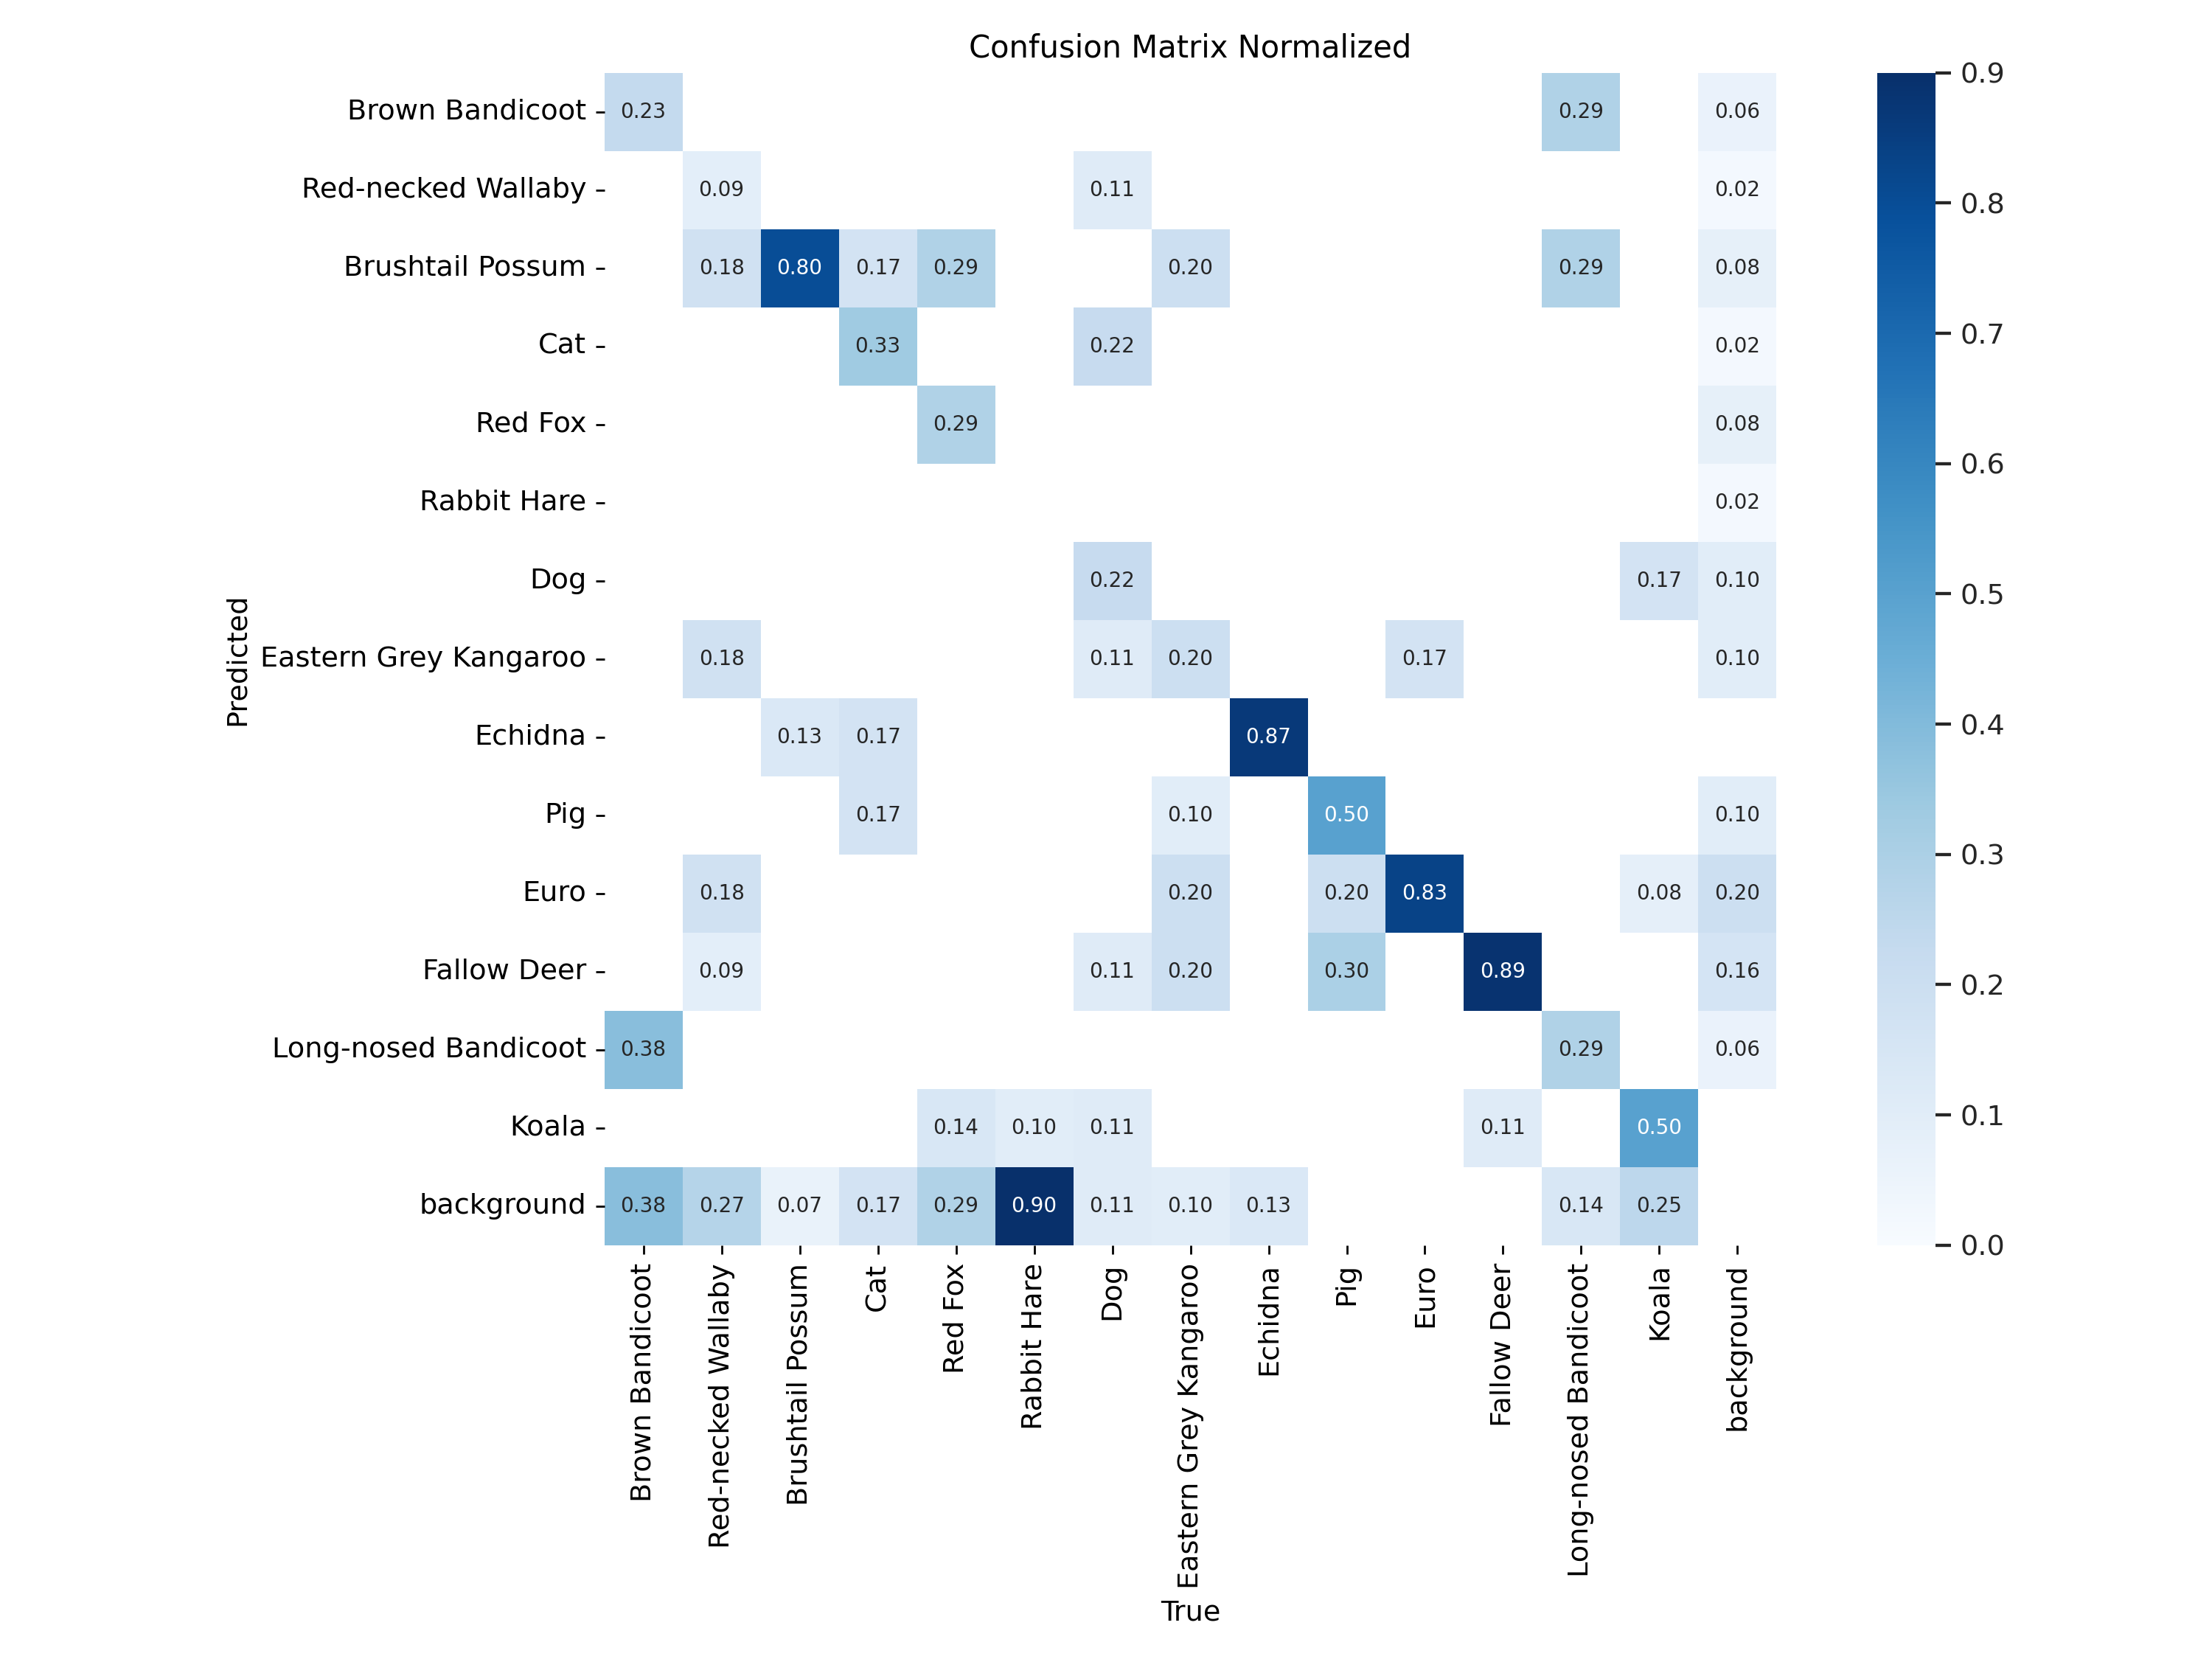 Confusion Matrix Normalized
Brown Bandicoot 0.23 0.29 0.06
Red-necked Wallaby 0.09 0.11 0.02
Brushtail Possum 0.18 0.80 0.17 0.29 0.20 0.29 0.08
Cat 0.33 0.22 0.02
Red Fox 0.29 0.08
Rabbit Hare 0.02
Dog 0.22 0.17 0.10
Eastern Grey Kangaroo 0.18 0.11 0.20 0.17 0.10
Echidna 0.13 0.17 0.87
Pig 0.17 0.10 0.50 0.10
Euro 0.18 0.20 0.20 0.83 0.08 0.20
Fallow Deer 0.09 0.11 0.20 0.30 0.89 0.16
Long-nosed Bandicoot 0.38 0.29 0.06
Koala 0.14 0.10 0.11 0.11 0.50
background 0.38 0.27 0.07 0.17 0.29 0.90 0.11 0.10 0.13 0.14 0.25
Predicted
Brown Bandicoot
Red-necked Wallaby
Brushtail Possum
Cat
Red Fox
Rabbit Hare
Dog
Eastern Grey Kangaroo
Echidna
Pig
Euro
Fallow Deer
Long-nosed Bandicoot
Koala
background
True
0.9
0.8
0.7
0.6
0.5
0.4
0.3
0.2
0.1
0.0